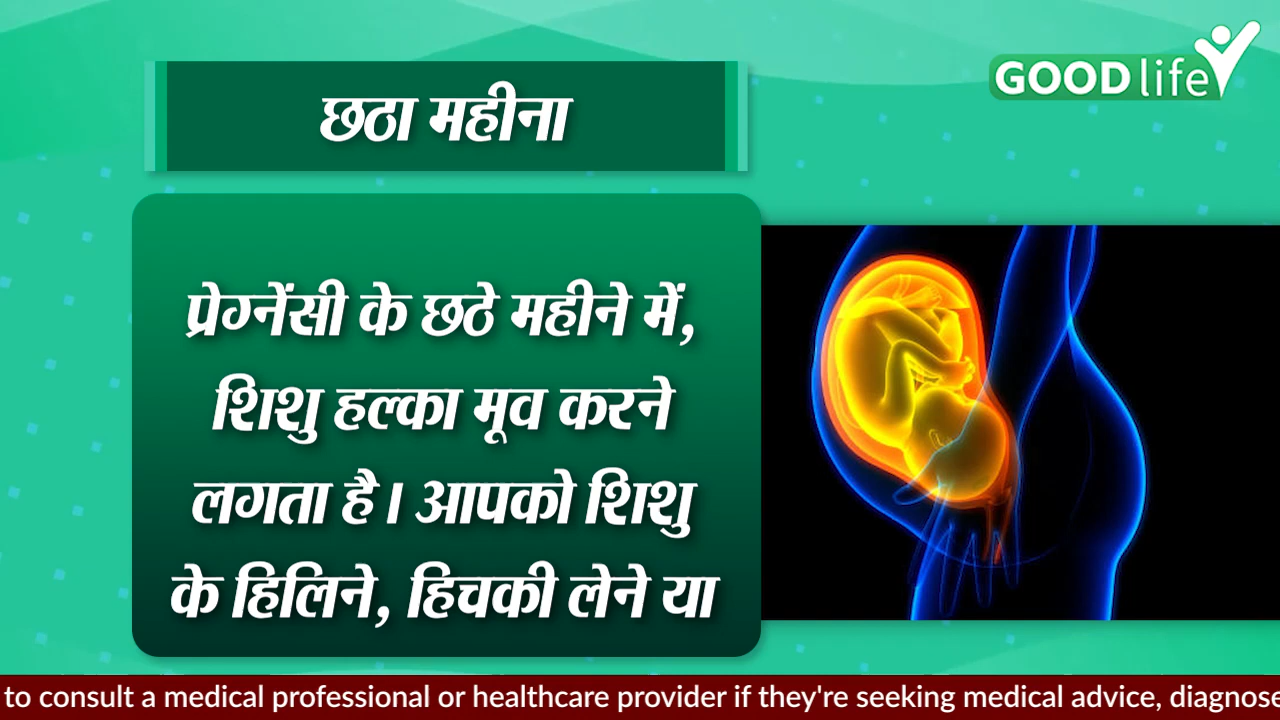 GOOD life
छठा महीना
प्रेग्नेंसी के छठे महीने में,
शिशु हल्का मूव करने
लगता है। आपको शिशु
के हिलिने, हिचकी लेने या
to consult a medical professional or healthcare provider if they're seeking medical advice, diagnose